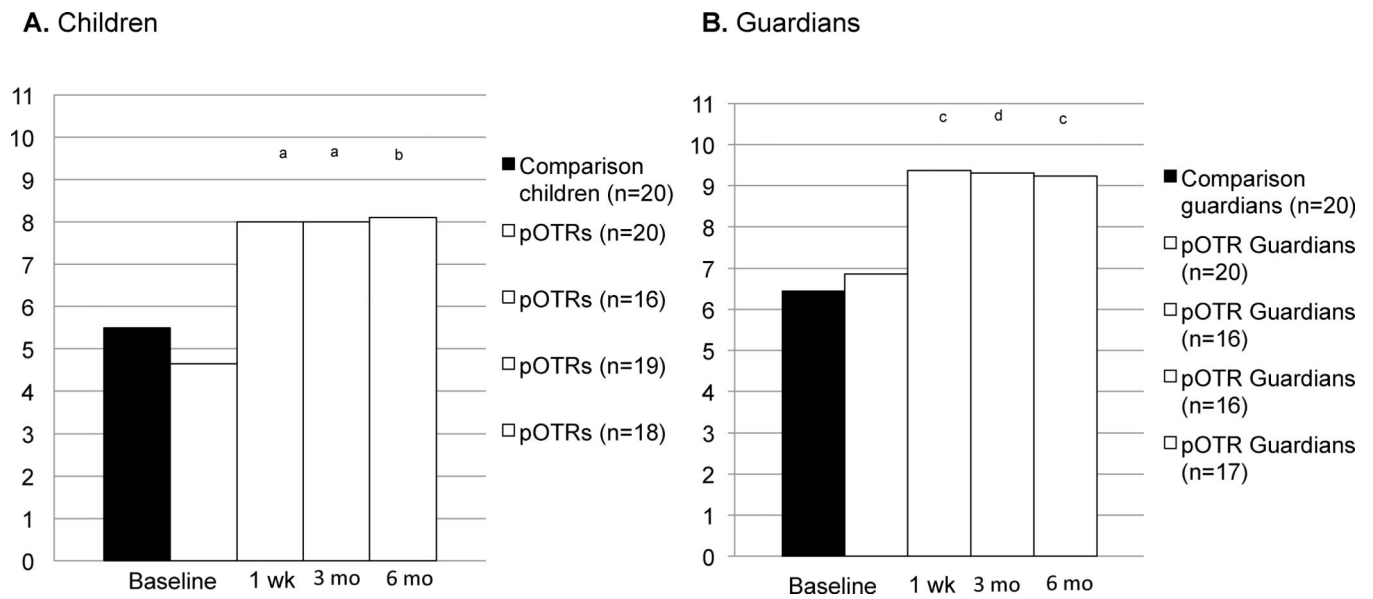 A. Children
11
10
9
8
7
6
5
4
3
2
1
0
a a b
Baseline 1 wk 3 mo 6 mo
Comparison
children (n=20)
pOTRs (n=20)
pOTRs (n=16)
pOTRs (n=19)
pOTRs (n=18)
B. Guardians
11
10
9
8
7
6
5
4
3
2
1
0
c d c
Baseline 1 wk 3 mo 6 mo
Comparison
guardians (n=20)
pOTR Guardians
(n=20)
pOTR Guardians
(n=16)
pOTR Guardians
(n=16)
pOTR Guardians
(n=17)